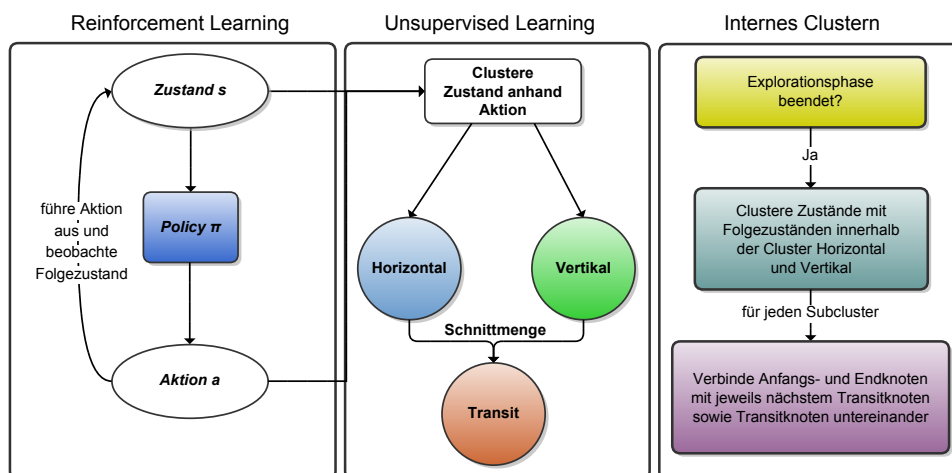 Reinforcement Learning
Zustand s
Policy π
führe Aktion
aus und
beobachte
Folgezustand
Aktion a
Unsupervised Learning
Clustere
Zustand anhand
Aktion
Horizontal
Vertikal
Schnittmenge
Transit
Internes Clustern
Explorationsphase
beendet?
Ja
Clustere Zustände mit
Folgezuständen innerhalb
der Cluster Horizontal
und Vertikal
für jeden Subcluster
Verbinde Anfangs- und Endknoten
mit jeweils nächstem Transitknoten
sowie Transitknoten untereinander